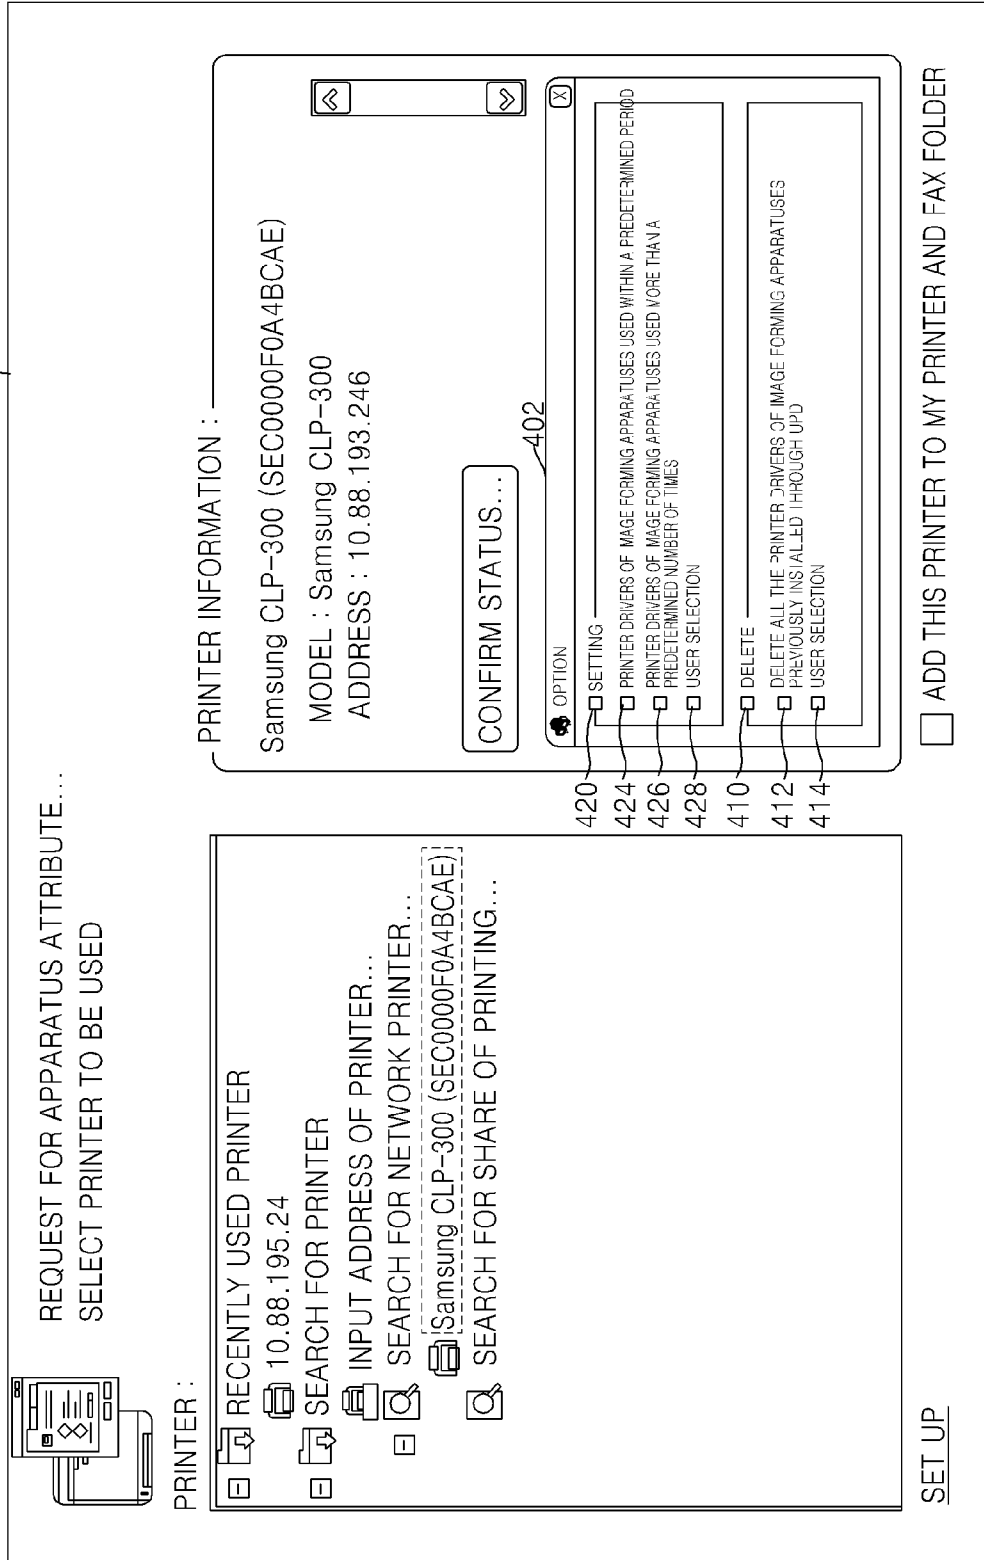 REQUEST FOR APPARATUS ATTRIBUTE...
SELECT PRINTER TO BE USED
PRINTER :
RECENTLY USED PRINTER
10.88.195.24
SEARCH FOR PRINTER
INPUT ADDRESS OF PRINTER...
SEARCH FOR NETWORK PRINTER...
Samsung CLP-300 (SEC0000F0A4BCAE)
SEARCH FOR SHARE OF PRINTING...
PRINTER INFORMATION :
Samsung CLP-300 (SEC0000F0A4BCAE)
MODEL : Samsung CLP-300
ADDRESS : 10.88.193.246
CONFIRM STATUS...
402
OPTION X
420 SETTING
424 PRINTER DRIVERS OF IMAGE FORMING APPARATUSES USED WITHIN A PREDETERMINED PERIOD
426 PRINTER DRIVERS OF IMAGE FORMING APPARATUSES USED MORE THAN A
PREDETERMINED NUMBER OF TIMES
428 USER SELECTION
410 DELETE
412 DELETE ALL THE PRINTER DRIVERS OF IMAGE FORMING APPARATUSES
PREVIOUSLY INSTALLED THROUGH UPD
414 USER SELECTION
SET UP
ADD THIS PRINTER TO MY PRINTER AND FAX FOLDER